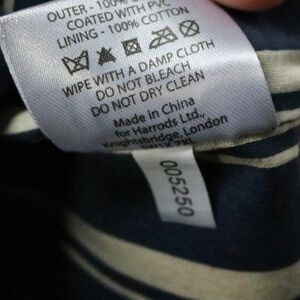 OUTER - 100%
COATED WITH PVC
LINING - 100% COTTON
WIPE WITH A DAMP CLOTH
DO NOT BLEACH
DO NOT DRY CLEAN
Made in China
for Harrods Ltd.,
Knightsbridge, London
005250